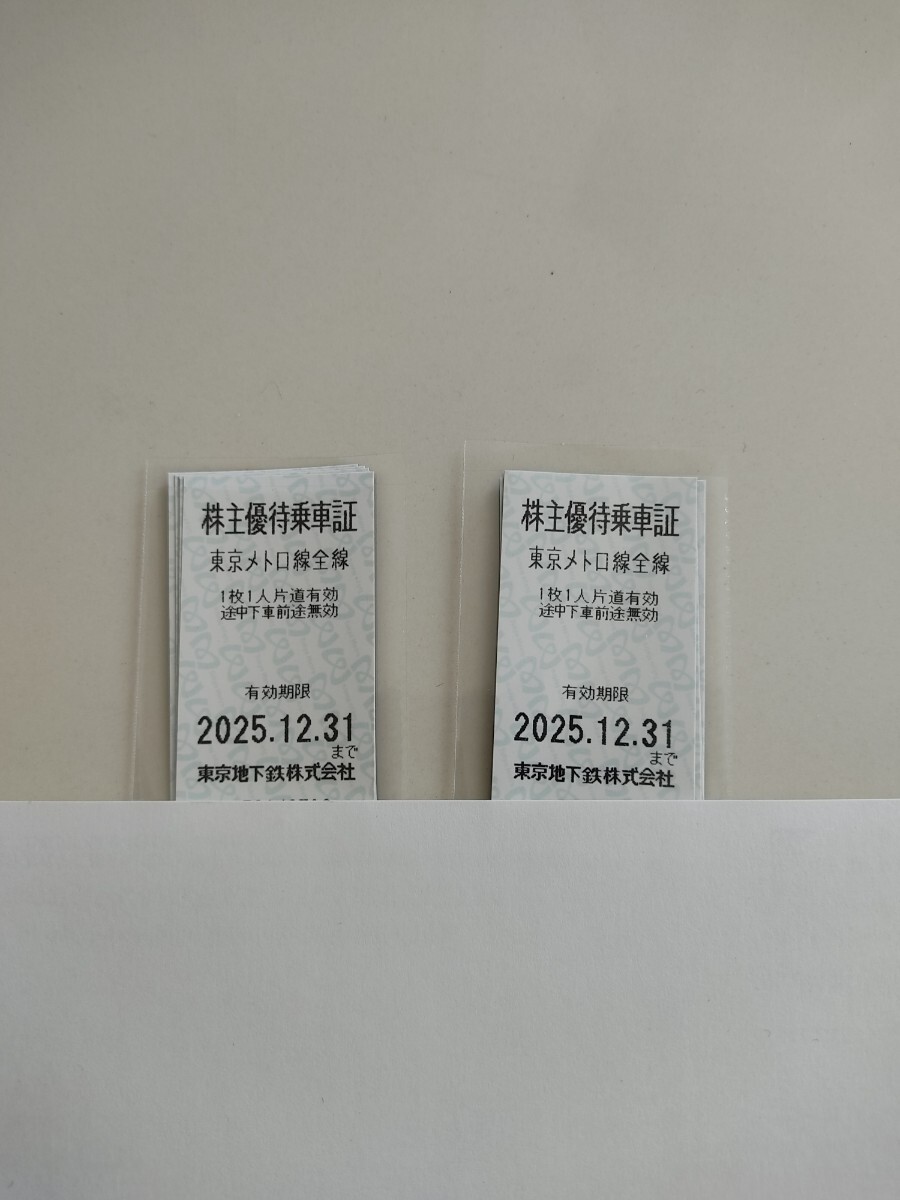 株主優待乗車証
東京メトロ線全線
1枚1人片道有効
途中下車前途無効
有効期限
2025.12.31
まで
東京地下鉄株式会社
株主優待乗車証
東京メトロ線全線
1枚1人片道有効
途中下車前途無効
有効期限
2025.12.31
まで
東京地下鉄株式会社